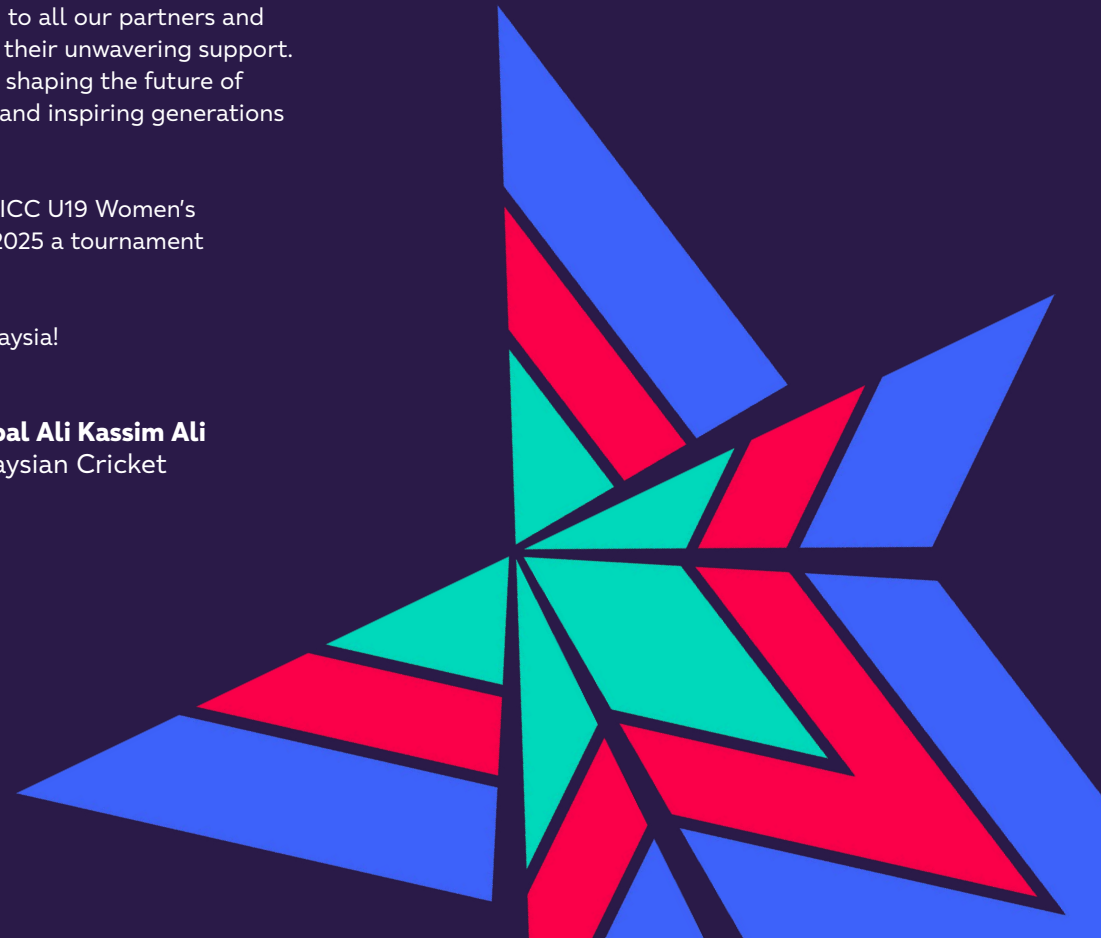 to all our partners and
their unwavering support.
shaping the future of
and inspiring generations
ICC U19 Women's
2025 a tournament
aysia!
bal Ali Kassim Ali
aysian Cricket